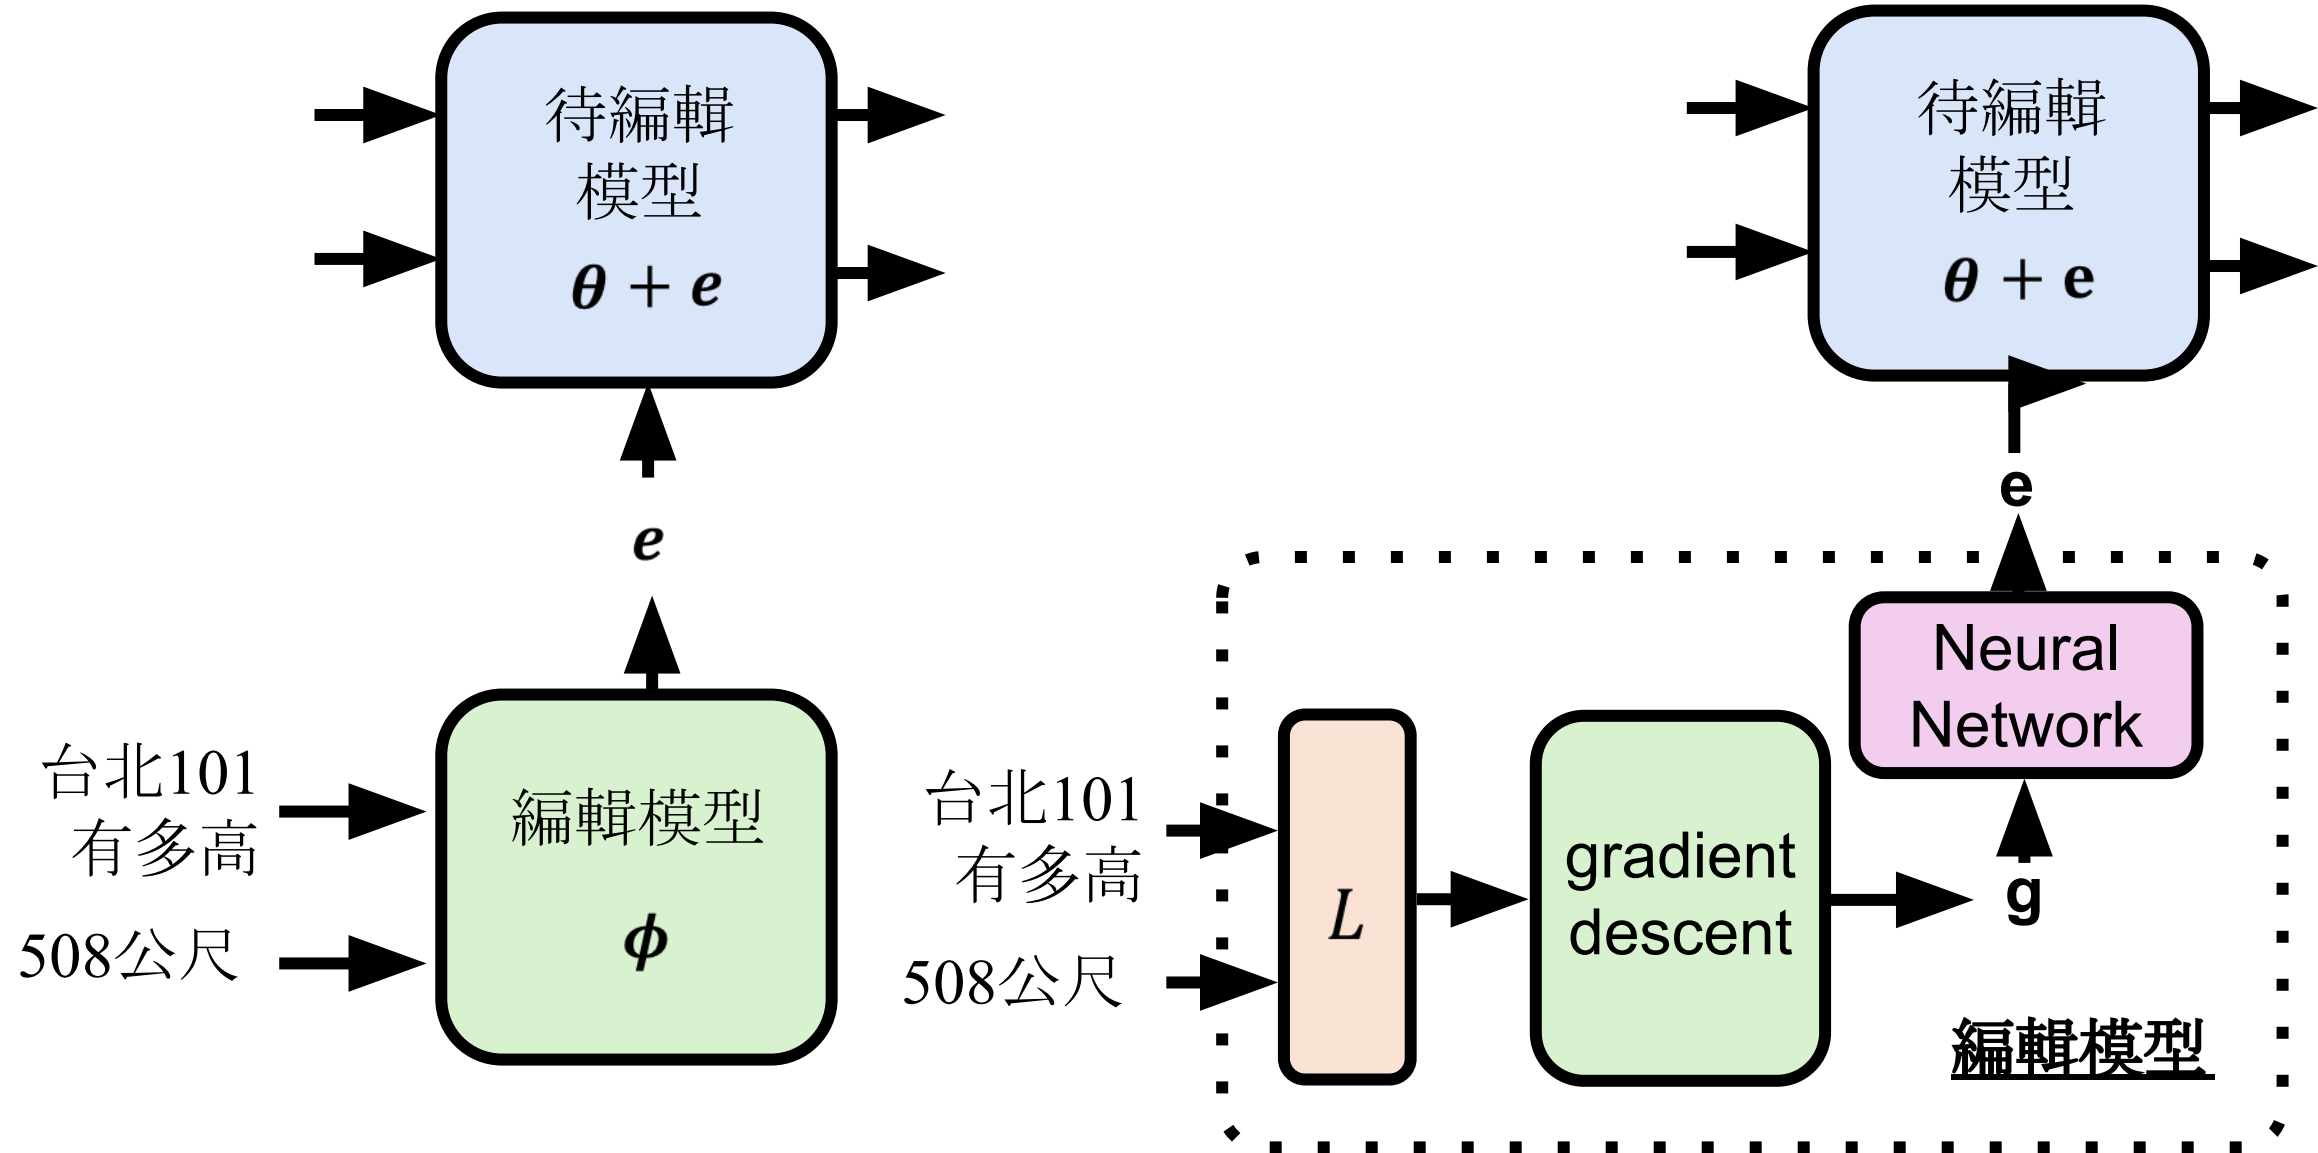 待編輯
模型
θ + e
e
台北101
有多高
508公尺
編輯模型
ϕ
待編輯
模型
θ + e
e
Neural
Network
台北101
有多高
508公尺
L
gradient
descent
g
編輯模型